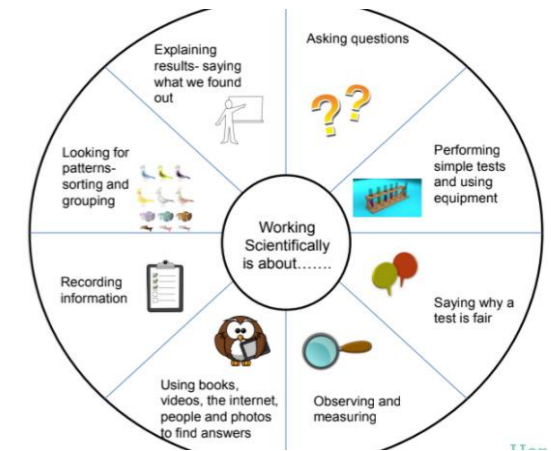 Asking questions
Performing
simple tests
and using
equipment
Saying why a
test is fair
Observing and
measuring
Using books,
videos, the internet,
people and photos
to find answers
Recording
information
Looking for
patterns-
sorting and
grouping
Explaining
results- saying
what we found
out
Working
Scientifically
is about.......